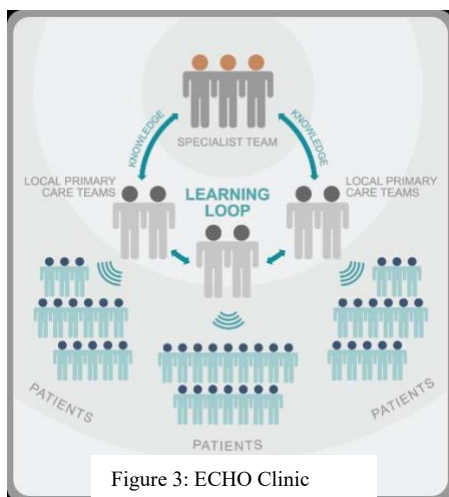 SPECIALIST TEAM
KNOWLEDGE
KNOWLEDGE
LOCAL PRIMARY
CARE TEAMS
LEARNING
LOOP
LOCAL PRIMARY
CARE TEAMS
PATIENTS
PATIENTS
PATIENTS
Figure 3: ECHO Clinic